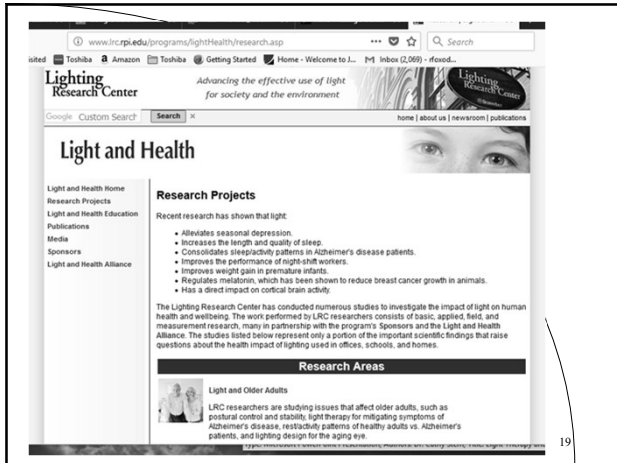 www.lrc.rpi.edu/programs/lightHealth/research.asp
Search
isited Toshiba Amazon Toshiba Getting Started Home - Welcome to J... Inbox (2,069) - rfoxod...
Lighting
Research Center
Advancing the effective use of light
for society and the environment
Lighting
Research Center
Google Custom Search Search ×
home | about us | newsroom | publications
Light and Health
Light and Health Home
Research Projects
Light and Health Education
Publications
Media
Sponsors
Light and Health Alliance
Research Projects
Recent research has shown that light:
• Alleviates seasonal depression.
• Increases the length and quality of sleep.
• Consolidates sleep/activity patterns in Alzheimer's disease patients.
• Improves the performance of night-shift workers.
• Improves weight gain in premature infants.
• Regulates melatonin, which has been shown to reduce breast cancer growth in animals.
• Has a direct impact on cortical brain activity.
The Lighting Research Center has conducted numerous studies to investigate the impact of light on human
health and wellbeing. The work performed by LRC researchers consists of basic, applied, field, and
measurement research, many in partnership with the program's Sponsors and the Light and Health
Alliance. The studies listed below represent only a portion of the important scientific findings that raise
questions about the health impact of lighting used in offices, schools, and homes.
Research Areas
Light and Older Adults
LRC researchers are studying issues that affect older adults, such as
postural control and stability, light therapy for mitigating symptoms of
Alzheimer's disease, rest/activity patterns of healthy adults vs. Alzheimer's
patients, and lighting design for the aging eye.
19